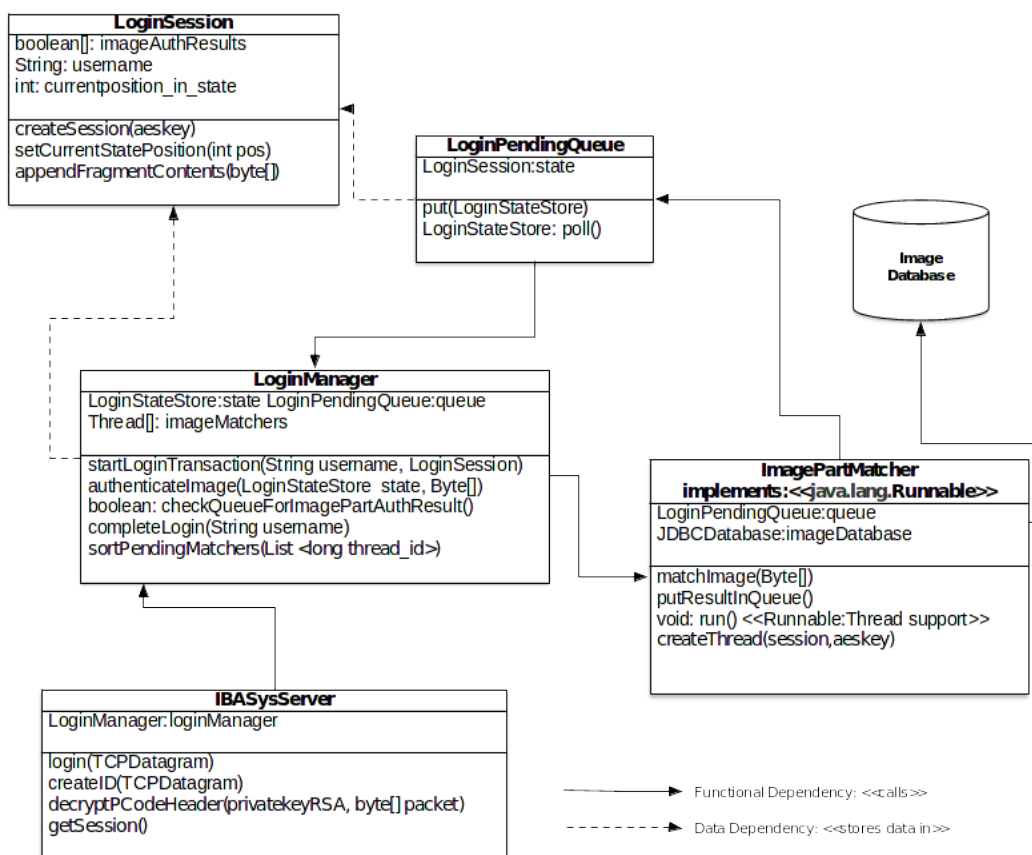 LoginSession
boolean[]: imageAuthResults
String: username
int: currentposition_in_state
createSession(aeskey)
setCurrentStatePosition(int pos)
appendFragmentContents(byte[])
LoginPendingQueue
LoginSession:state
put(LoginStateStore)
LoginStateStore: poll()
Image
Database
LoginManager
LoginStateStore:state LoginPendingQueue:queue
Thread[]: imageMatchers
startLoginTransaction(String username, LoginSession)
authenticateImage(LoginStateStore state, Byte[])
boolean: checkQueueForImagePartAuthResult()
completeLogin(String username)
sortPendingMatchers(List <long thread_id>)
ImagePartMatcher
implements:<<java.lang.Runnable>>
LoginPendingQueue:queue
JDBCDatabase:imageDatabase
matchImage(Byte[])
putResultInQueue()
void: run() <<Runnable:Thread support>>
createThread(session,aeskey)
IBASysServer
LoginManager:loginManager
login(TCPDatagram)
createID(TCPDatagram)
decryptPCodeHeader(privatekeyRSA, byte[] packet)
getSession()
Functional Dependency: <<calls>>
Data Dependency: <<stores data in>>